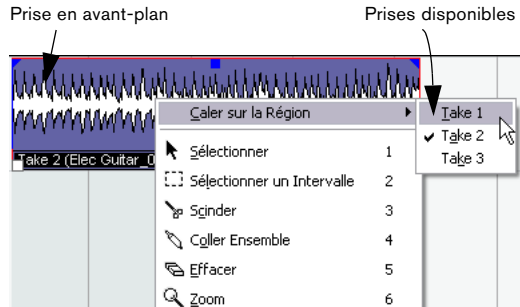 Prise en avant-plan
Prises disponibles
Caler sur la Région
Take 1
Take 2
Take 3
Take 2 (Elec Guitar_0
Sélectionner 1
Sélectionner un Intervalle 2
Scinder 3
Coller Ensemble 4
Effacer 5
Zoom 6